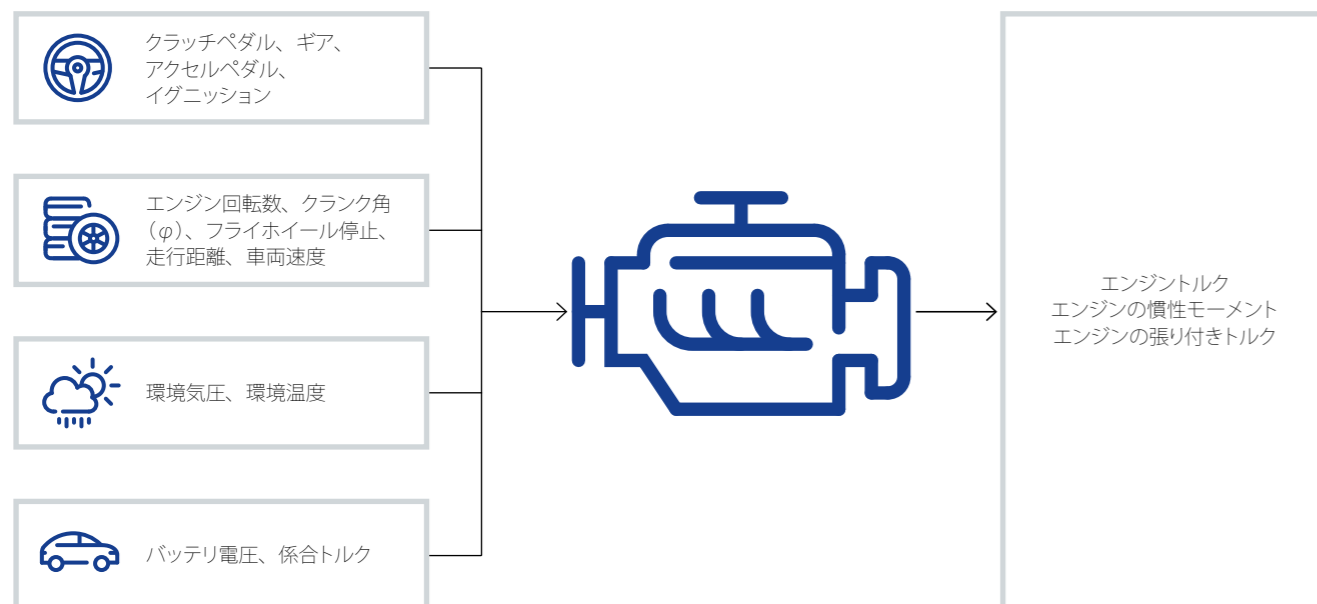 クラッチペダル、ギア、
アクセルペダル、
イグニッション
エンジン回転数、クランク角
（φ）、フライホイール停止、
走行距離、車両速度
環境気圧、環境温度
バッテリ電圧、係合トルク
エンジントルク
エンジンの慣性モーメント
エンジンの張り付きトルク